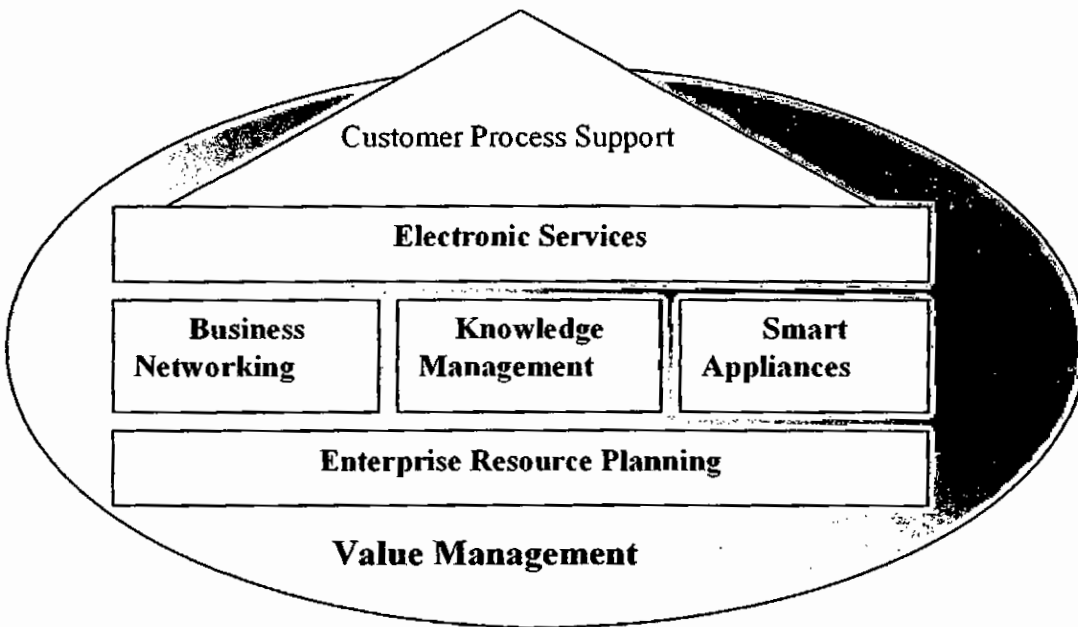 Customer Process Support
Electronic Services
Business
Networking
Knowledge
Management
Smart
Appliances
Enterprise Resource Planning
Value Management